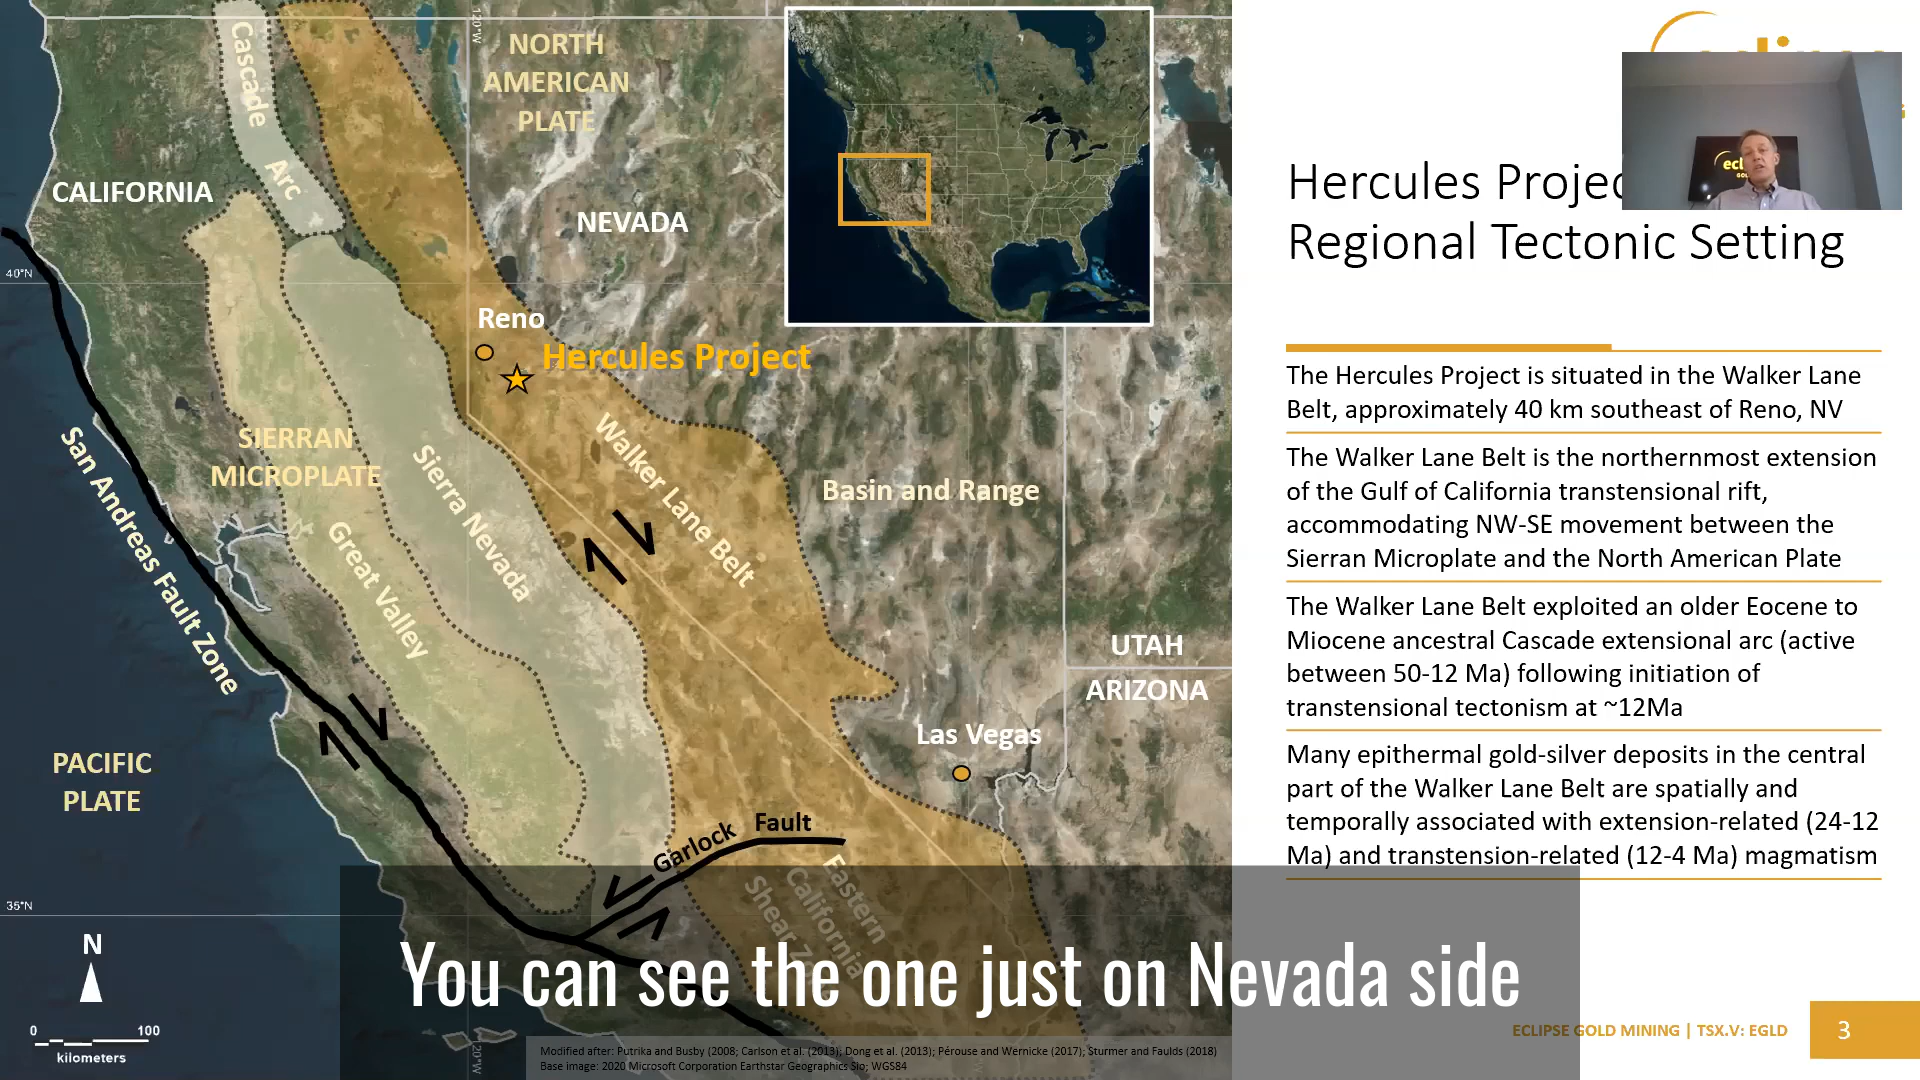 Cascade
Arc
NORTH
AMERICAN
PLATE
120°W
CALIFORNIA
NEVADA
40°N
Reno
Hercules Project
SIERRAN
MICROPLATE
Walker Lane Belt
Sierra Nevada
Basin and Range
San Andreas Fault Zone
Great Valley
UTAH
ARIZONA
Las Vegas
PACIFIC
PLATE
Garlock Fault
Eastern
California
Shear
35°N
N
0 100
kilometers
Modified after: Putrika and Busby (2008; Carlson et al. (2013); Dong et al. (2013); Pérouse and Wernicke (2017); Sturmer and Faulds (2018)
Base image: 2020 Microsoft Corporation Earthstar Geographics Sio; WGS84
Hercules Projec
Regional Tectonic Setting
The Hercules Project is situated in the Walker Lane
Belt, approximately 40 km southeast of Reno, NV
The Walker Lane Belt is the northernmost extension
of the Gulf of California transtensional rift,
accommodating NW-SE movement between the
Sierran Microplate and the North American Plate
The Walker Lane Belt exploited an older Eocene to
Miocene ancestral Cascade extensional arc (active
between 50-12 Ma) following initiation of
transtensional tectonism at ~12Ma
Many epithermal gold-silver deposits in the central
part of the Walker Lane Belt are spatially and
temporally associated with extension-related (24-12
Ma) and transtension-related (12-4 Ma) magmatism
You can see the one just on Nevada side
ECLIPSE GOLD MINING | TSX.V: EGLD
3